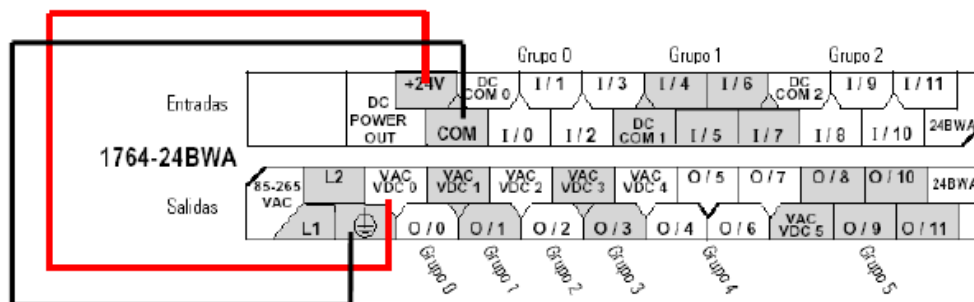 Grupo 0 Grupo 1 Grupo 2
Entradas
+24V DC COM 0 I / 1 I / 3 I / 4 I / 6 DC COM 2 I / 9 I / 11
DC POWER OUT COM I / 0 I / 2 DC COM 1 I / 5 I / 7 I / 8 I / 10 24BWA
1764-24BWA
Salidas
85-265 VAC L2 VAC VDC 0 VAC VDC 1 VAC VDC 2 VAC VDC 3 VAC VDC 4 O / 5 O / 7 O / 8 O / 10 24BWA
L1 O / 0 O / 1 O / 2 O / 3 O / 4 O / 6 VAC VDC 5 O / 9 O / 11
Grupo 0 Grupo 1 Grupo 2 Grupo 3 Grupo 4 Grupo 5